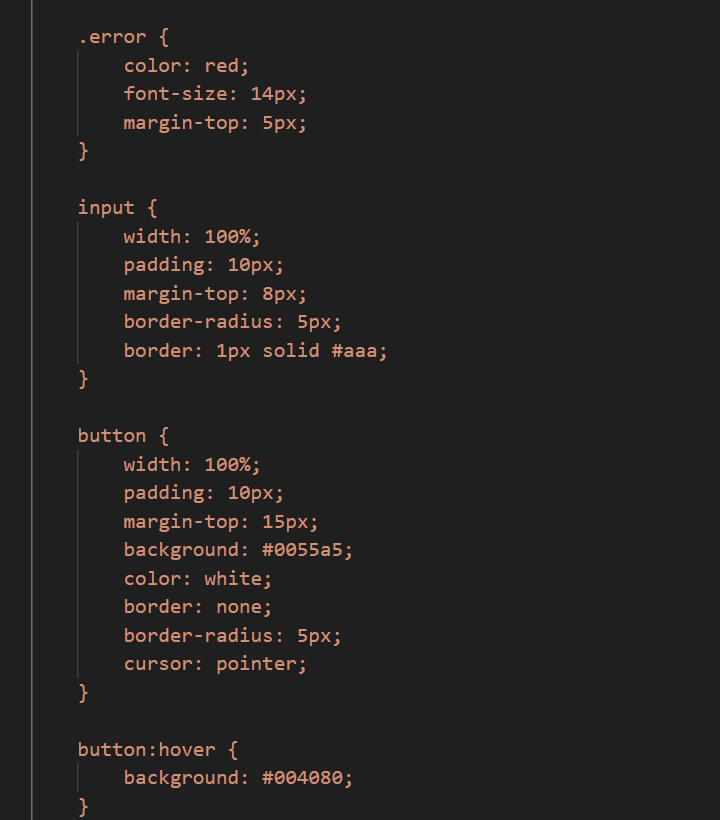 .error {
    color: red;
    font-size: 14px;
    margin-top: 5px;
}

input {
    width: 100%;
    padding: 10px;
    margin-top: 8px;
    border-radius: 5px;
    border: 1px solid #aaa;
}

button {
    width: 100%;
    padding: 10px;
    margin-top: 15px;
    background: #0055a5;
    color: white;
    border: none;
    border-radius: 5px;
    cursor: pointer;
}

button:hover {
    background: #004080;
}